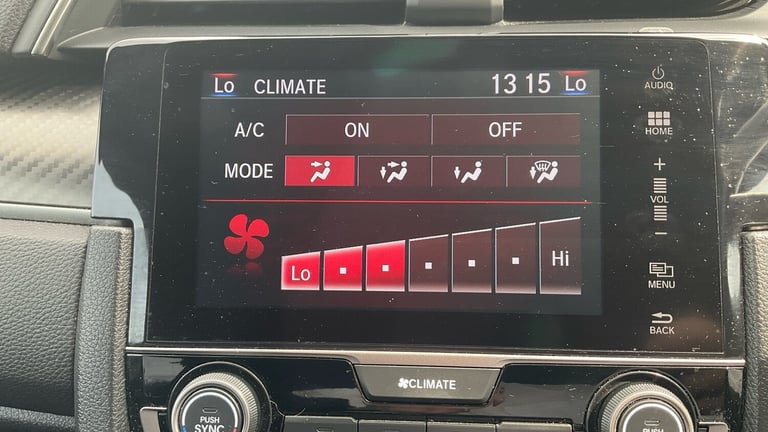 Lo CLIMATE 13 15 Lo
A/C ON OFF
MODE
Lo Hi
AUDIO
HOME
+
VOL
−
MENU
BACK
CLIMATE
PUSH
SYNC
PUSH